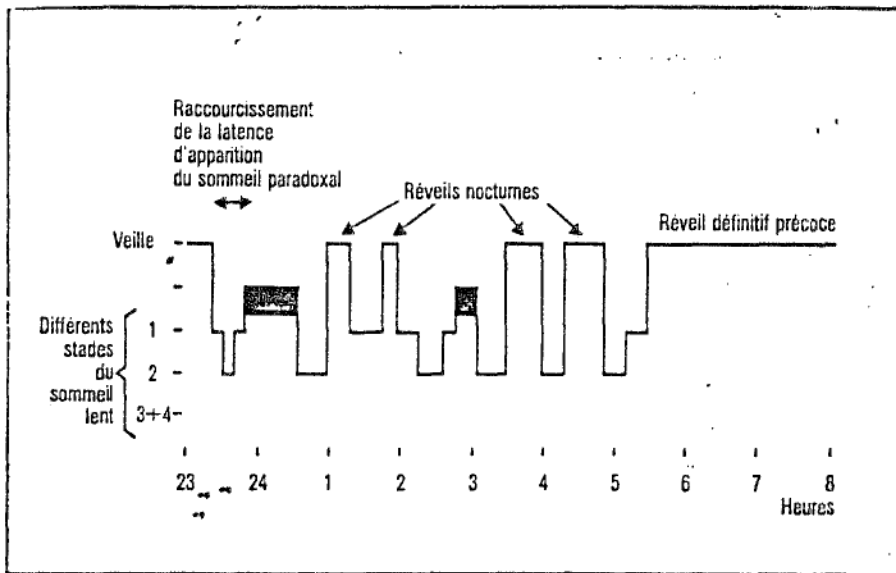 Raccourcissement
de la latence
d'apparition
du sommeil paradoxal
Réveils nocturnes
Réveil définitif précoce
Veille
Différents
stades
du
sommeil
lent
1
2
3+4
23 24 1 2 3 4 5 6 7 8
Heures